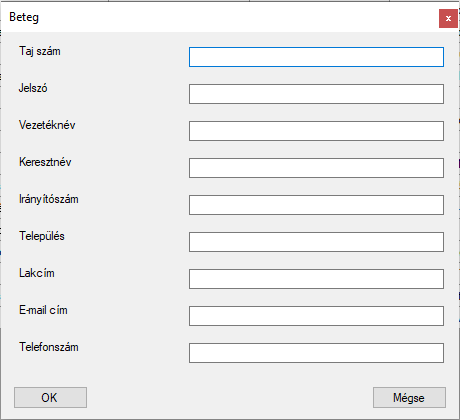 Beteg
Taj szám
Jelszó
Vezetéknév
Keresztnév
Irányítószám
Település
Lakcím
E-mail cím
Telefonszám
OK
Mégse